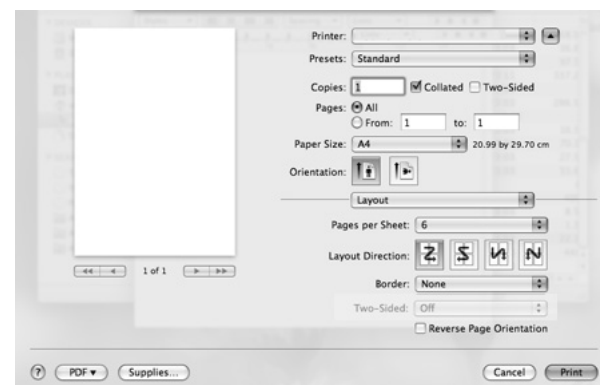 Printer:
Presets: Standard
Copies: 1 Collated Two-Sided
Pages: All
From: 1 to: 1
Paper Size: A4 20.99 by 29.70 cm
Orientation:
Layout
Pages per Sheet: 6
Layout Direction:
Border: None
Two-Sided: Off
Reverse Page Orientation
1 of 1
? PDF Supplies... Cancel Print